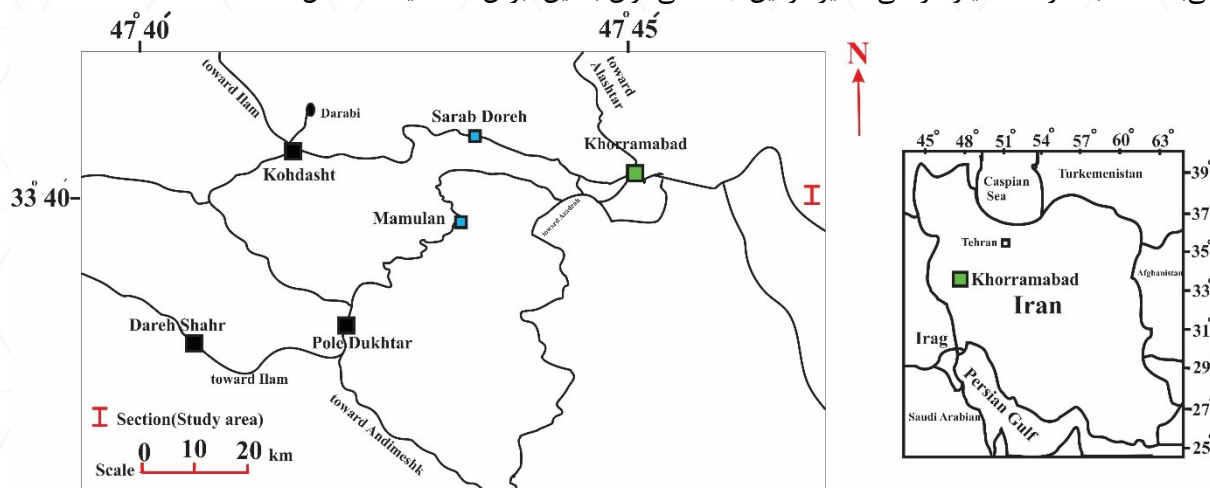 47° 40′
47° 45′
N
toward Ilam
toward
Alashtar
Darabi
Sarab Doreh
Khorramabad
Kohdasht
33° 40′
Mamulan
Dareh Shahr
Pole Dukhtar
toward Ilam
toward Andimeshk
Section(Study area)
0 10 20 km
Scale
45° 48° 51° 54° 57° 60° 63°
Caspian
Sea
Turkemenistan
39°
37°
Tehran
35°
Afghanistan
Khorramabad
33°
Iran
31°
Irag
29°
Persian Gulf
Saudi Arabian
27°
25°